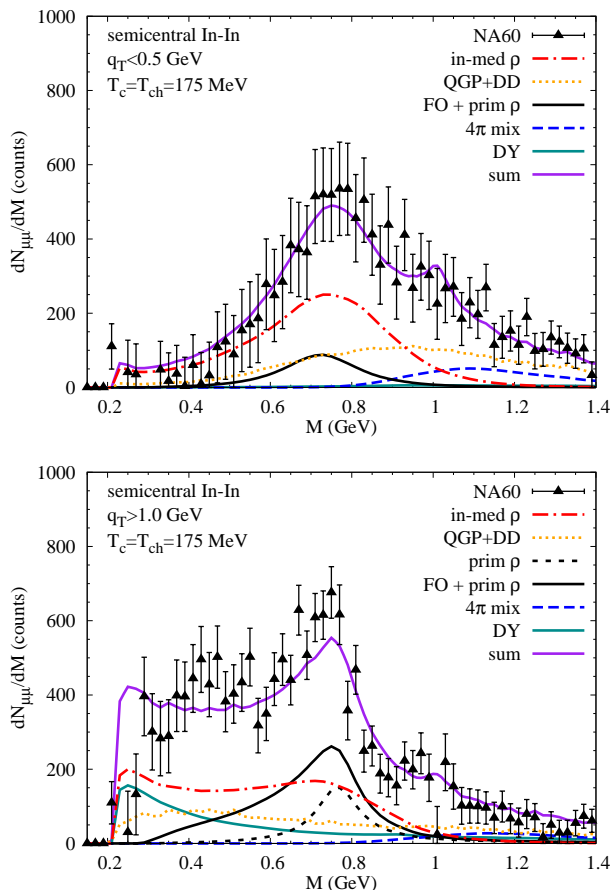 1000
800
600
400
200
0
dN_μμ/dM (counts)
semicentral In-In
q_T<0.5 GeV
T_c=T_ch=175 MeV
NA60
in-med ρ
QGP+DD
FO + prim ρ
4π mix
DY
sum
0.2 0.4 0.6 0.8 1 1.2 1.4
M (GeV)
1000
800
600
400
200
0
dN_μμ/dM (counts)
semicentral In-In
q_T>1.0 GeV
T_c=T_ch=175 MeV
NA60
in-med ρ
QGP+DD
prim ρ
FO + prim ρ
4π mix
DY
sum
0.2 0.4 0.6 0.8 1 1.2 1.4
M (GeV)